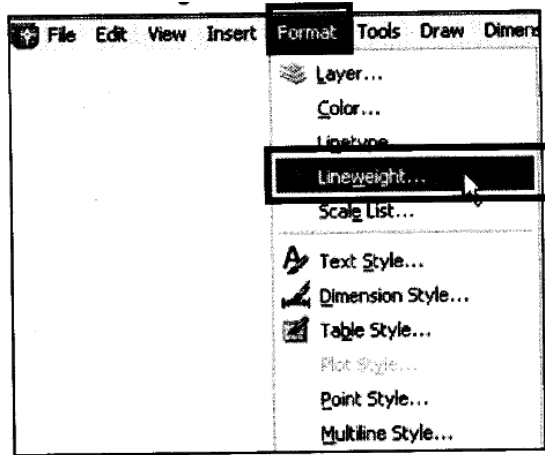 File Edit View Insert Format Tools Draw Dimens
Layer...
Color...
Linetype...
Lineweight...
Scale List...
Text Style...
Dimension Style...
Table Style...
Plot Style...
Point Style...
Multiline Style...